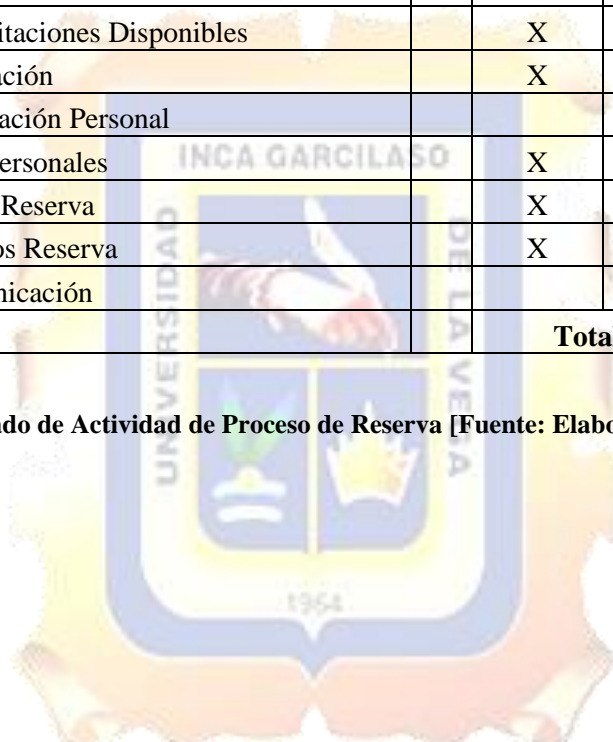 itaciones Disponibles X
ación X
ación Personal
ersonales X
Reserva X
os Reserva X
nicación
Tota
do de Actividad de Proceso de Reserva [Fuente: Elabo
INCA GARCILASO
UNIVERSIDAD
DE LA VEGA
1964